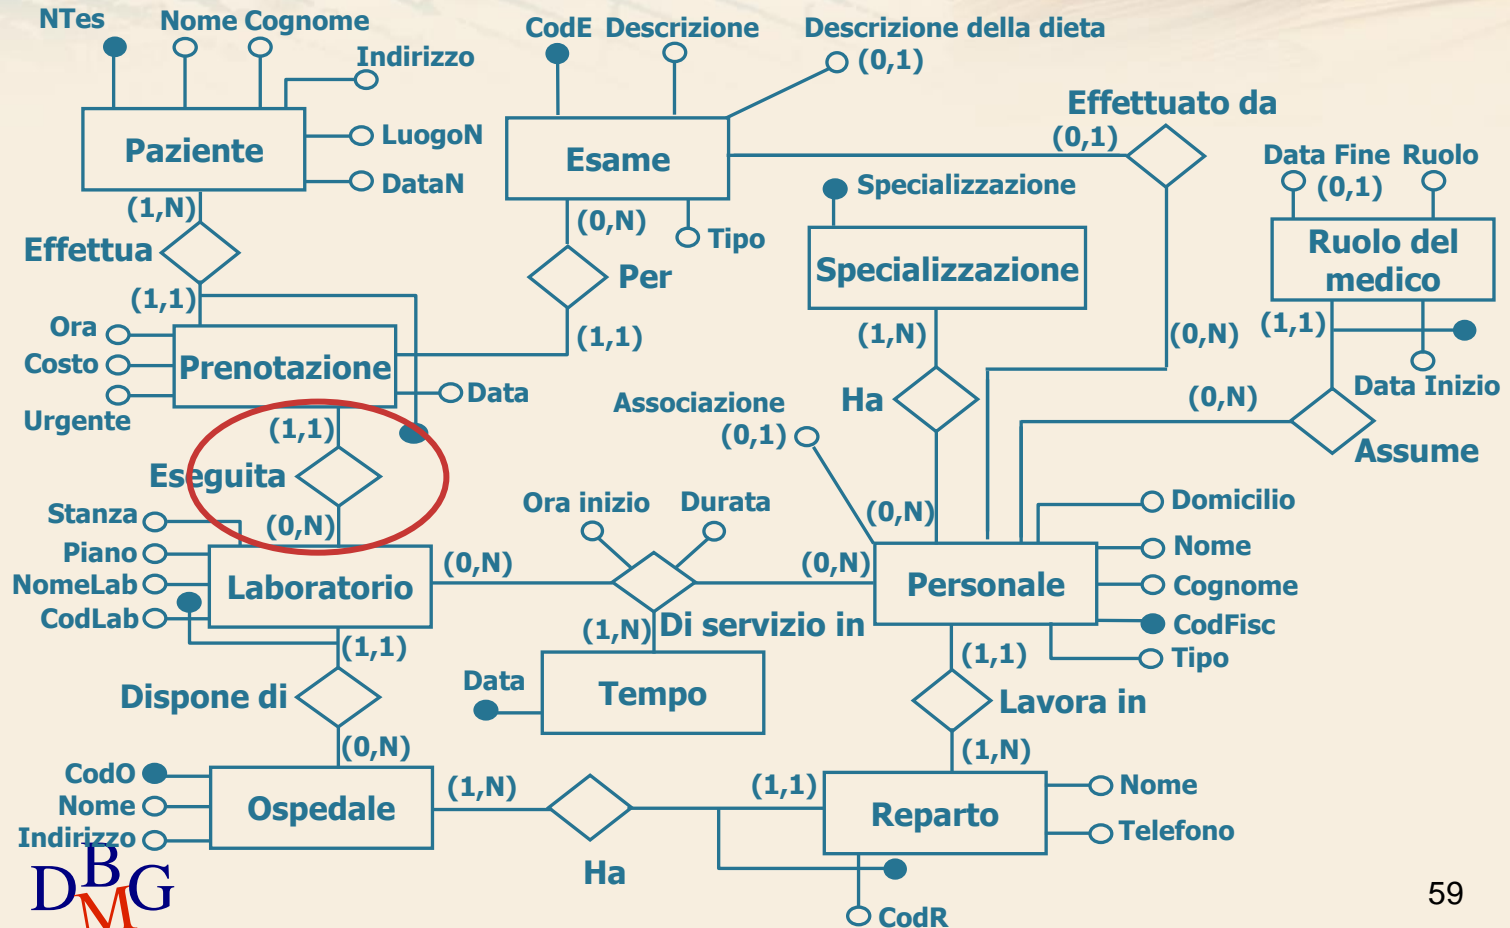 NTes
Nome Cognome
Indirizzo
CodE Descrizione
Descrizione della dieta
(0,1)
Effettuato da
(0,1)
Paziente
LuogoN
DataN
Esame
Data Fine Ruolo
(0,1)
Specializzazione
(1,N)
(0,N)
Tipo
Effettua
Per
Specializzazione
Ruolo del
medico
(1,1)
(1,1)
(1,N)
(0,N)
(1,1)
Ora
Costo
Urgente
Prenotazione
Data
Associazione
(0,1)
Ha
(0,N)
Data Inizio
(1,1)
Eseguita
(0,N)
Assume
Stanza
Piano
NomeLab
CodLab
Laboratorio
Ora inizio
Durata
(0,N)
(0,N)
(0,N)
Personale
Domicilio
Nome
Cognome
CodFisc
Tipo
(1,1)
(1,N)
Di servizio in
(1,1)
Dispone di
Data
Tempo
Lavora in
(0,N)
(1,N)
CodO
Nome
Indirizzo
Ospedale
(1,N)
(1,1)
Reparto
Nome
Telefono
Ha
CodR
DBMG
59